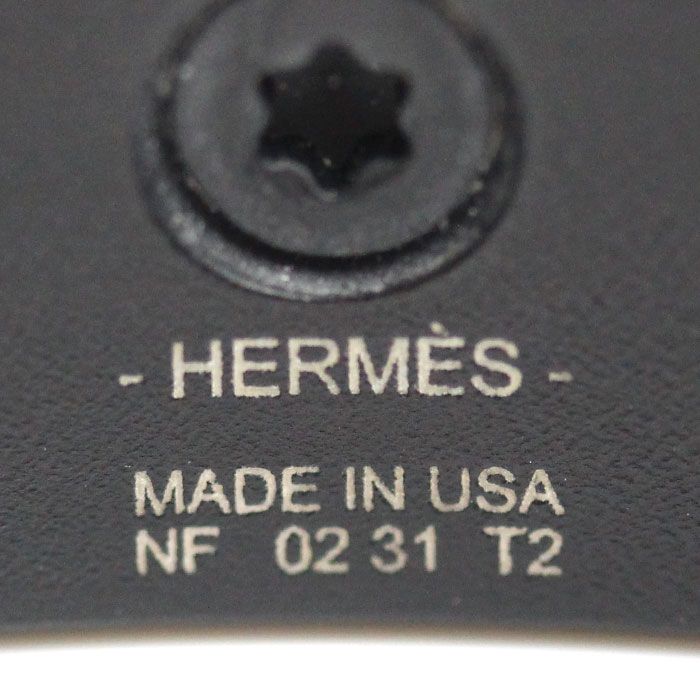 - HERMÈS -
MADE IN USA
NF 02 31 T2